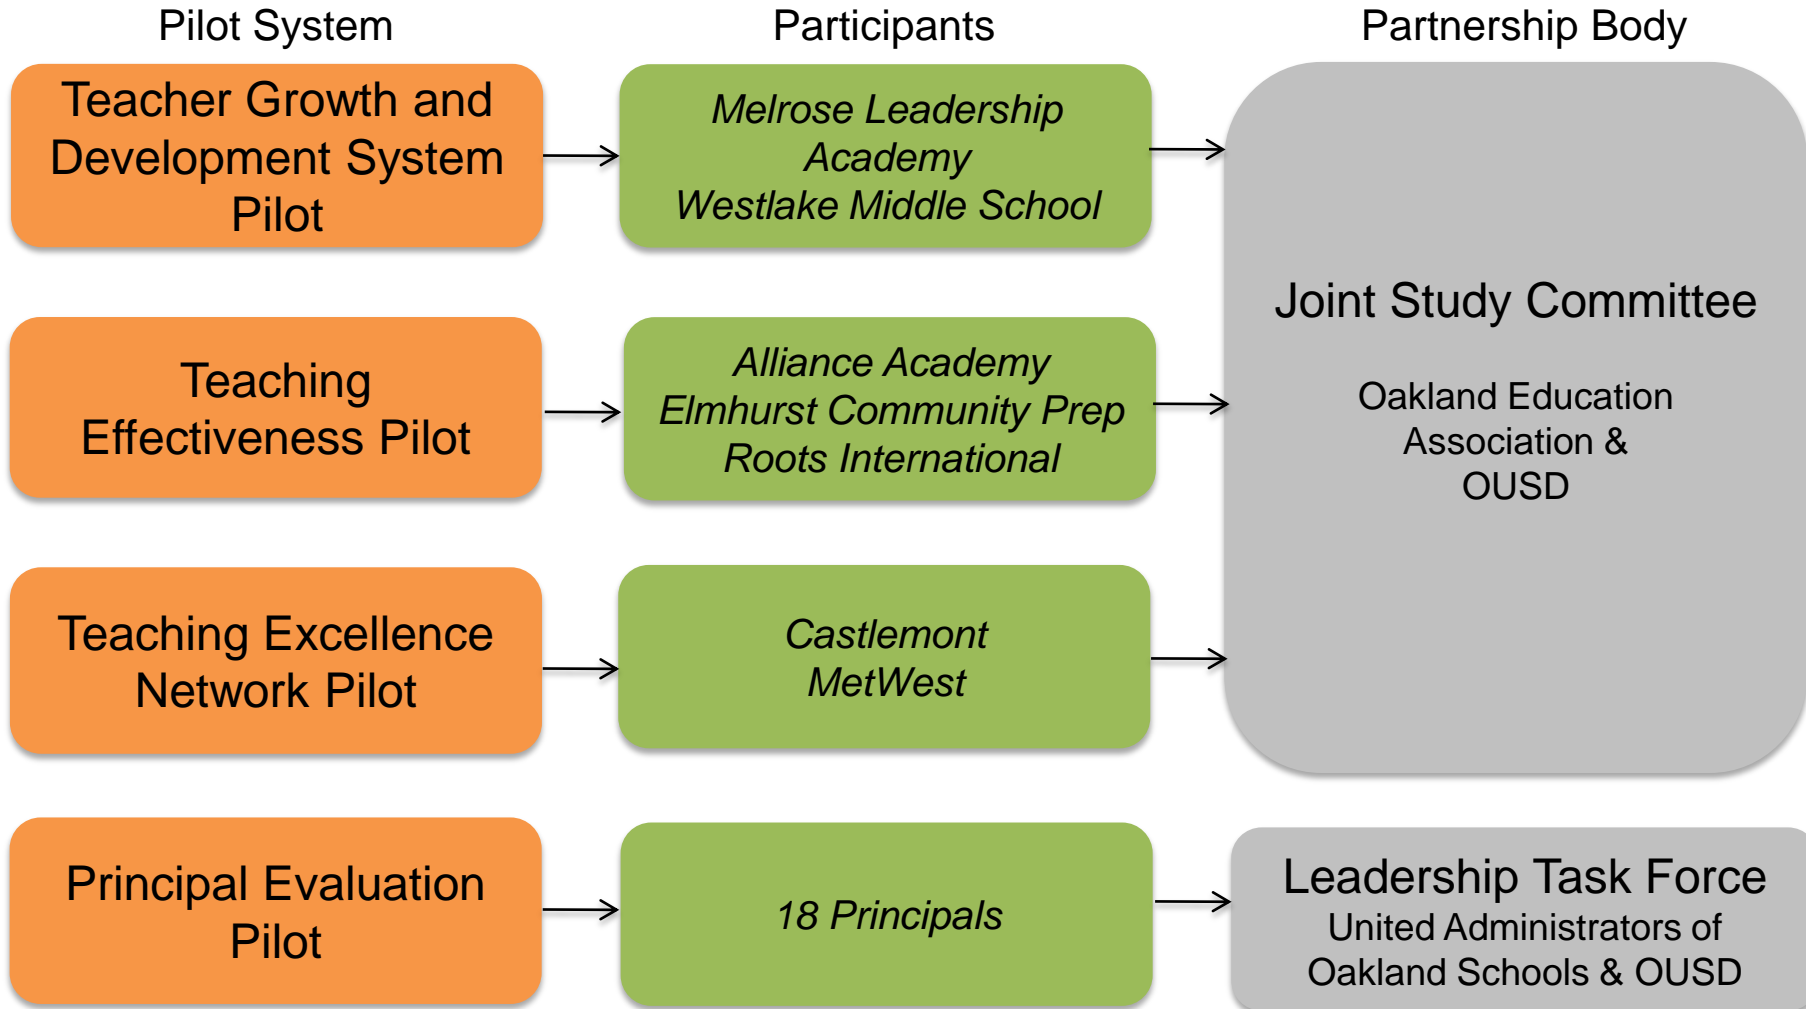 Pilot System
Participants
Partnership Body
Teacher Growth and
Development System
Pilot
Melrose Leadership
Academy
Westlake Middle School
Joint Study Committee
Oakland Education
Association &
OUSD
Teaching
Effectiveness Pilot
Alliance Academy
Elmhurst Community Prep
Roots International
Teaching Excellence
Network Pilot
Castlemont
MetWest
Principal Evaluation
Pilot
18 Principals
Leadership Task Force
United Administrators of
Oakland Schools & OUSD